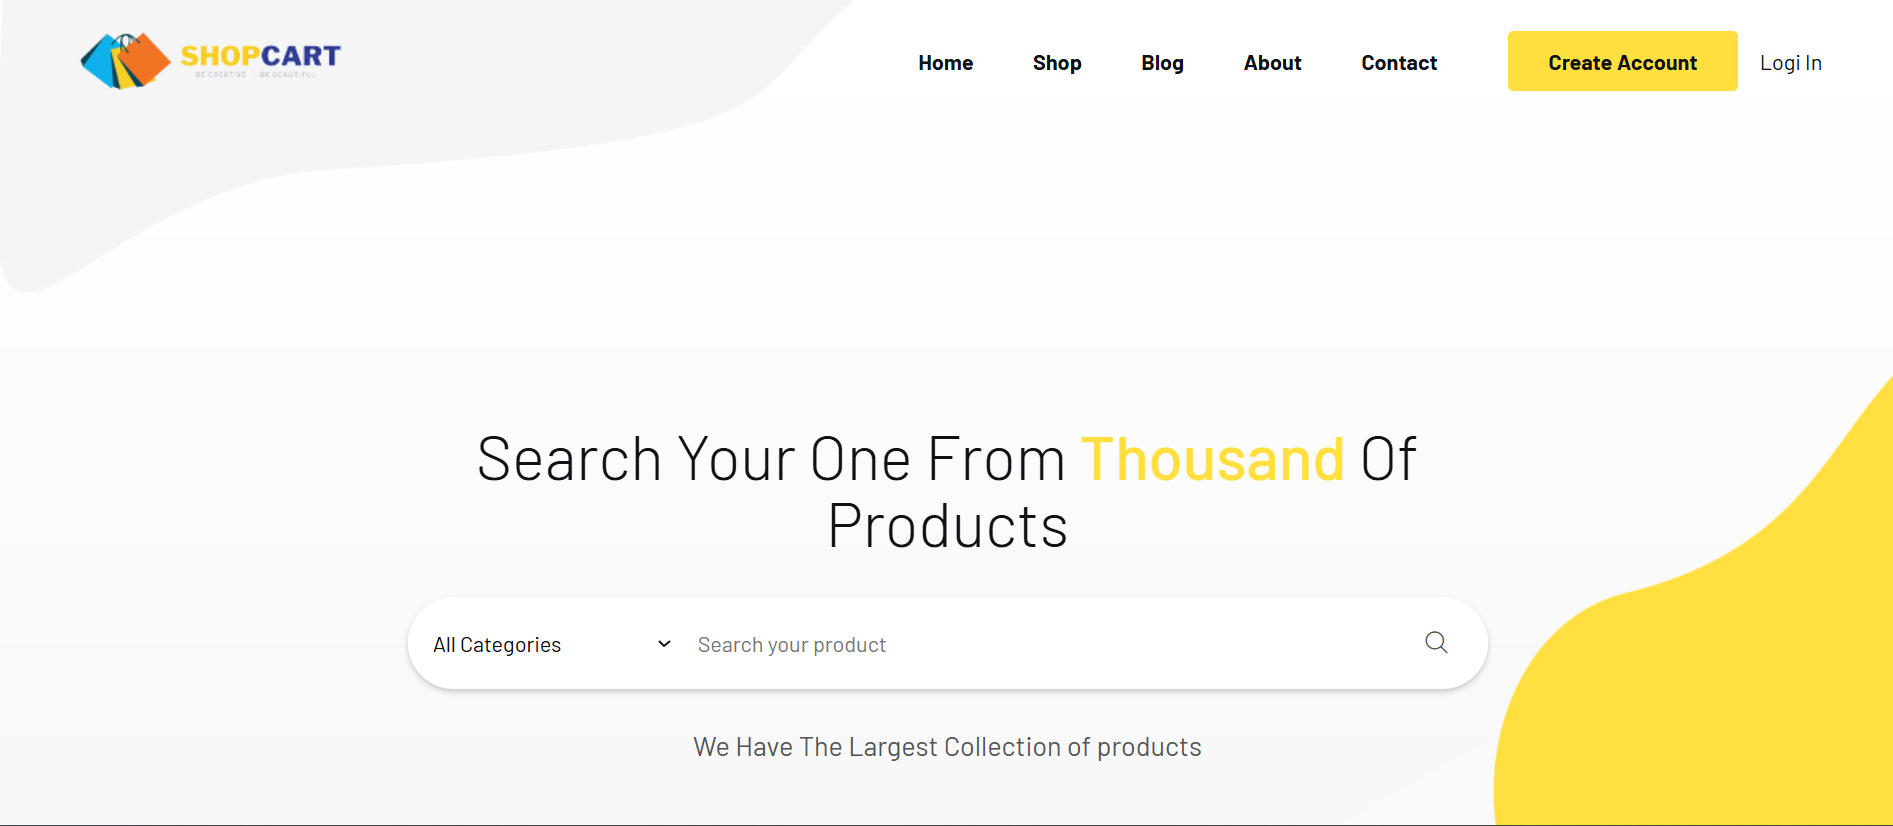 SHOPCART
BE CREATIVE BE BEAUTIFUL
Home Shop Blog About Contact Create Account Logi In
Search Your One From Thousand Of
Products
All Categories Search your product
We Have The Largest Collection of products